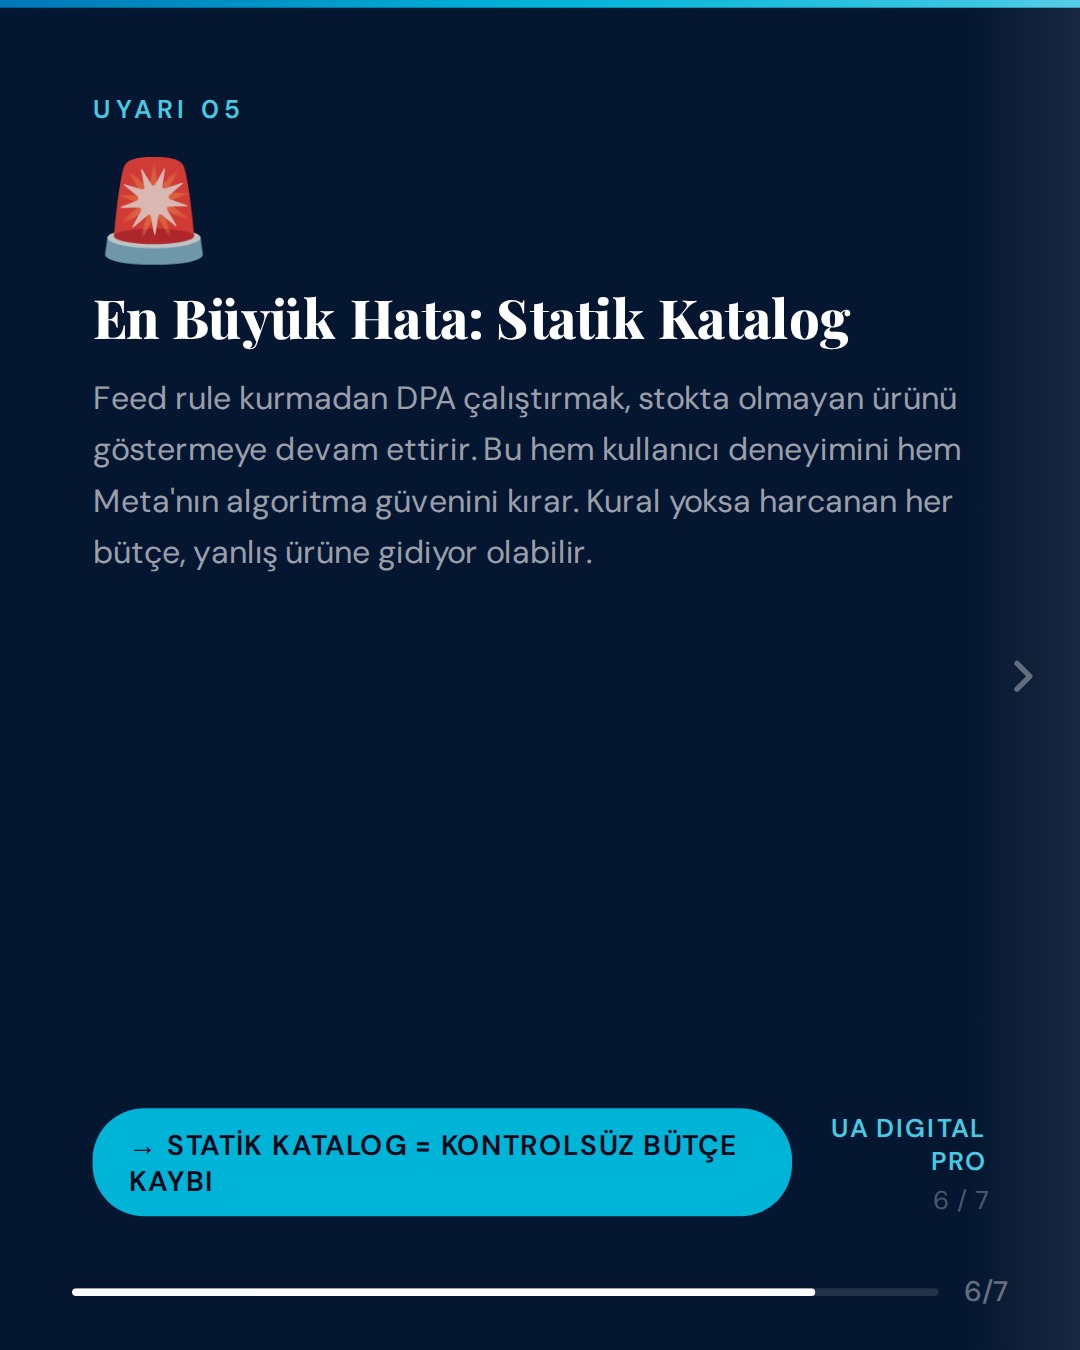 UYARI 05
En Büyük Hata: Statik Katalog
Feed rule kurmadan DPA çalıştırmak, stokta olmayan ürünü
göstermeye devam ettirir. Bu hem kullanıcı deneyimini hem
Meta'nın algoritma güvenini kırar. Kural yoksa harcanan her
bütçe, yanlış ürüne gidiyor olabilir.
→ STATİK KATALOG = KONTROLSÜZ BÜTÇE
KAYBI
UA DIGITAL
PRO
6 / 7
6/7